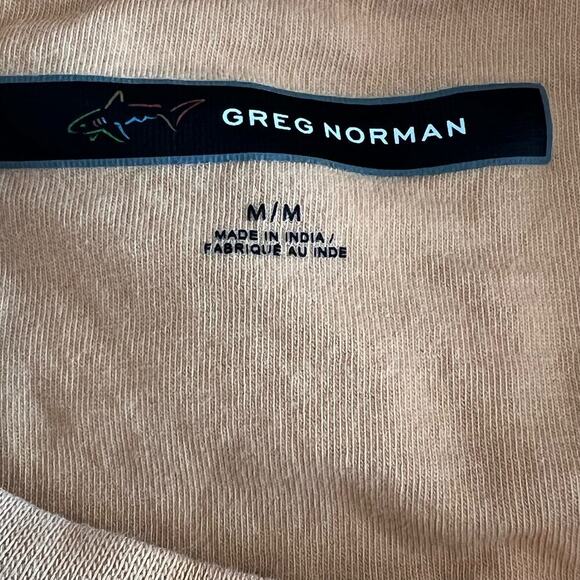 GREG NORMAN
M/M
MADE IN INDIA /
FABRIQUÉ AU INDE